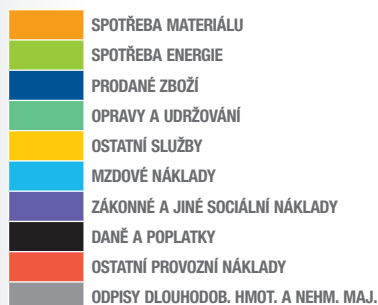 SPOTŘEBA MATERIÁLU
SPOTŘEBA ENERGIE
PRODANÉ ZBOŽÍ
OPRAVY A UDRŽOVÁNÍ
OSTATNÍ SLUŽBY
MZDOVÉ NÁKLADY
ZÁKONNÉ A JINÉ SOCIÁLNÍ NÁKLADY
DANĚ A POPLATKY
OSTATNÍ PROVOZNÍ NÁKLADY
ODPISY DLOUHODOB. HMOT. A NEHM. MAJ.